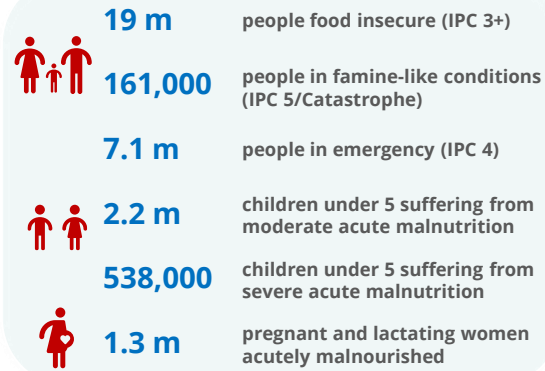 19 m people food insecure (IPC 3+)
161,000 people in famine-like conditions
(IPC 5/Catastrophe)
7.1 m people in emergency (IPC 4)
2.2 m children under 5 suffering from
moderate acute malnutrition
538,000 children under 5 suffering from
severe acute malnutrition
1.3 m pregnant and lactating women
acutely malnourished